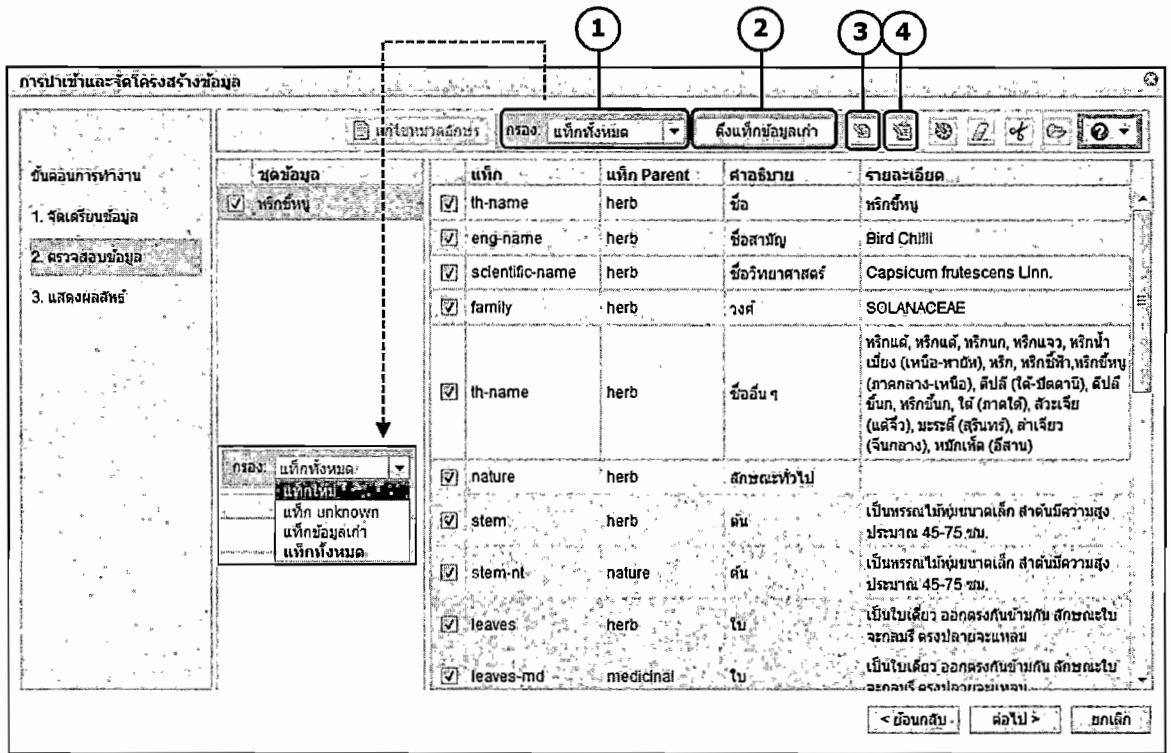 1 2 3 4
การนำเข้าและจัดโครงสร้างข้อมูล
แก้ไขหมวดอักษร กรอง: แท็กทั้งหมด ดึงแท็กข้อมูลเก่า
ขั้นตอนการทำงาน
1. จัดเตรียมข้อมูล
2. ตรวจสอบข้อมูล
3. แสดงผลลัพธ์
ชุดข้อมูล
พริกขี้หนู
กรอง: แท็กทั้งหมด
แท็กใหม่
แท็ก unknown
แท็กข้อมูลเก่า
แท็กทั้งหมด
แท็ก แท็ก Parent คำอธิบาย รายละเอียด
th-name herb ชื่อ พริกขี้หนู
eng-name herb ชื่อสามัญ Bird Chilli
scientific-name herb ชื่อวิทยาศาสตร์ Capsicum frutescens Linn.
family herb วงศ์ SOLANACEAE
th-name herb ชื่ออื่น ๆ
พริกแด้, พริกแต้, พริกนก, พริกแจว, พริกน้ำ
เมี่ยง (เหนือ-พายัพ), พริก, พริกชี้ฟ้า,พริกขี้หนู
(ภาคกลาง-เหนือ), ดีปลี (ใต้-ปัตตานี), ดีปลี
ขี้นก, พริกขี้นก, ใต้ (ภาคใต้), ลัวะเจีย
(แต้จิ๋ว), มะระตี้ (สุรินทร์), ล่าเจียว
(จีนกลาง), หมักเพ็ด (อีสาน)
nature herb ลักษณะทั่วไป
stem herb ต้น เป็นพรรณไม้พุ่มขนาดเล็ก ลำต้นมีความสูง
ประมาณ 45-75 ซม.
stem-nt nature ต้น เป็นพรรณไม้พุ่มขนาดเล็ก ลำต้นมีความสูง
ประมาณ 45-75 ซม.
leaves herb ใบ เป็นใบเดี่ยว ออกตรงกันข้ามกัน ลักษณะใบ
จะกลมรี ตรงปลายจะแหลม
leaves-md medicinal ใบ เป็นใบเดี่ยว ออกตรงกันข้ามกัน ลักษณะใบ
จะกลมรี ตรงปลายจะแหลม
< ย้อนกลับ ต่อไป > ยกเลิก